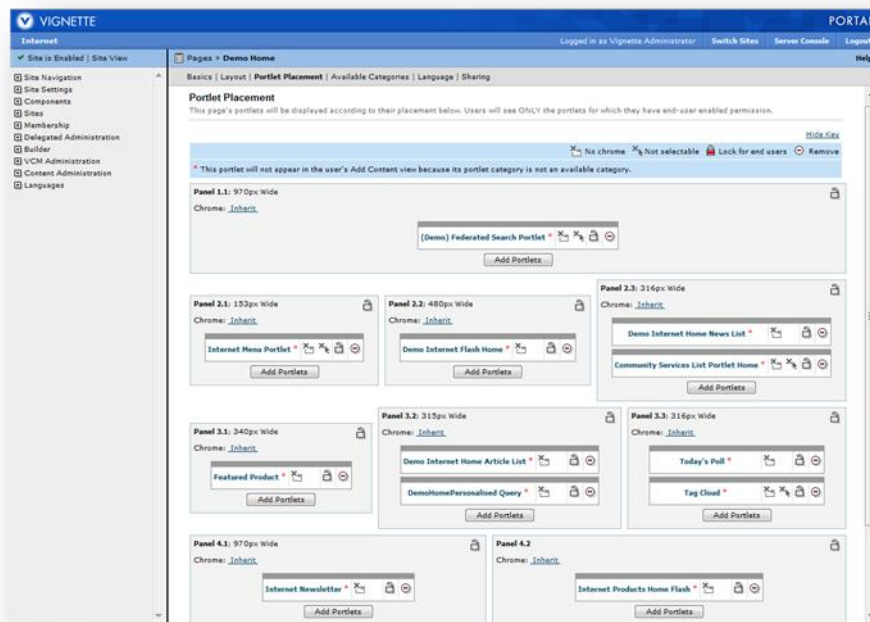 VIGNETTE PORTAL
Internet Logged in as Vignette Administrator Switch Sites Server Console Logout
Site is Enabled | Site View Pages > Demo Home Help
Basics | Layout | Portlet Placement | Available Categories | Language | Sharing
Site Navigation
Site Settings
Components
Sites
Membership
Delegated Administration
Builder
VCM Administration
Content Administration
Languages
Portlet Placement
This page's portlets will be displayed according to their placement below. Users will see ONLY the portlets for which they have end-user enabled permission.
Hide Key
No chrome Not selectable Lock for end users Remove
* This portlet will not appear in the user's Add Content view because its portlet category is not an available category.
Panel 1.1: 970px Wide
Chrome: Inherit
(Demo) Federated Search Portlet *
Add Portlets
Panel 2.1: 153px Wide
Chrome: Inherit
Internet Menu Portlet *
Add Portlets
Panel 2.2: 480px Wide
Chrome: Inherit
Demo Internet Flash Home *
Add Portlets
Panel 2.3: 316px Wide
Chrome: Inherit
Demo Internet Home News List *
Community Services List Portlet Home *
Add Portlets
Panel 3.1: 340px Wide
Chrome: Inherit
Featured Product *
Add Portlets
Panel 3.2: 315px Wide
Chrome: Inherit
Demo Internet Home Article List *
DemoHomePersonalised Query *
Add Portlets
Panel 3.3: 316px Wide
Chrome: Inherit
Today's Poll *
Tag Cloud *
Add Portlets
Panel 4.1: 970px Wide
Chrome: Inherit
Internet Newsletter *
Add Portlets
Panel 4.2
Chrome: Inherit
Internet Products Home Flash *
Add Portlets